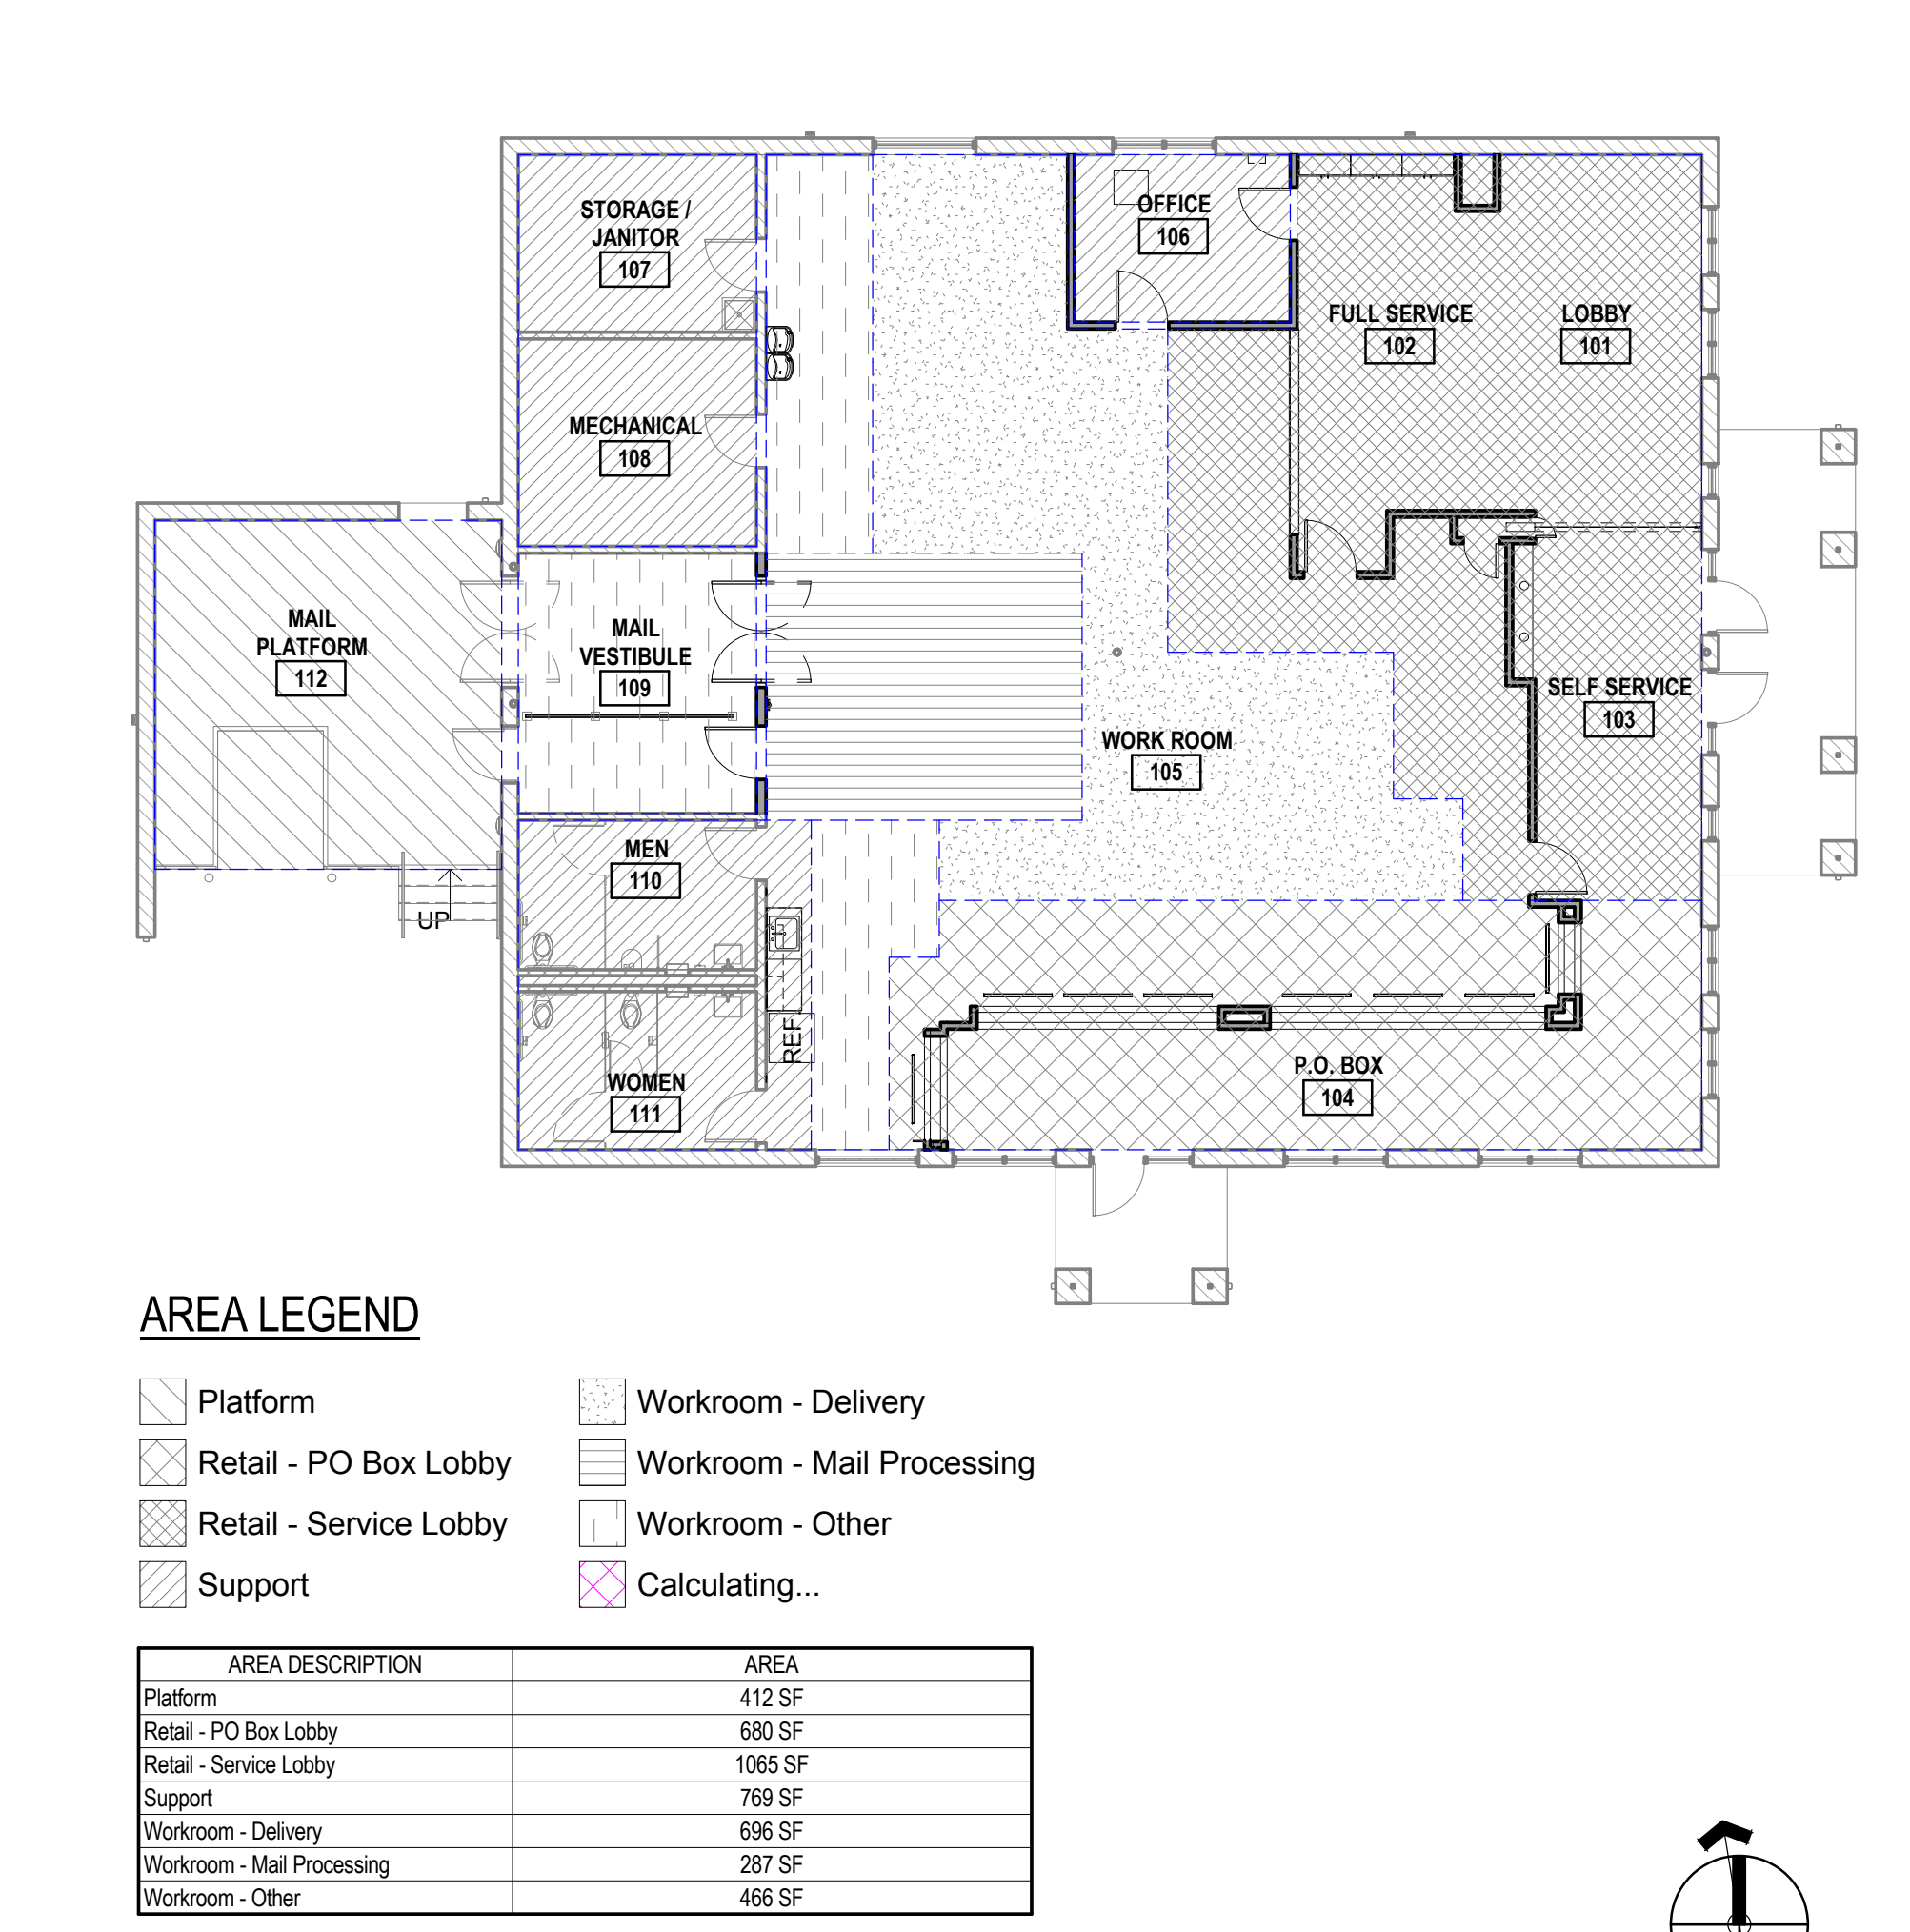 STORAGE /
JANITOR
107
OFFICE
106
FULL SERVICE
102
LOBBY
101
MECHANICAL
108
MAIL
PLATFORM
112
MAIL
VESTIBULE
109
SELF SERVICE
103
WORK ROOM
105
MEN
110
UP
REF
WOMEN
111
P.O. BOX
104
AREA LEGEND
Platform
Retail - PO Box Lobby
Retail - Service Lobby
Support
Workroom - Delivery
Workroom - Mail Processing
Workroom - Other
Calculating...
AREA DESCRIPTION AREA
Platform 412 SF
Retail - PO Box Lobby 680 SF
Retail - Service Lobby 1065 SF
Support 769 SF
Workroom - Delivery 696 SF
Workroom - Mail Processing 287 SF
Workroom - Other 466 SF